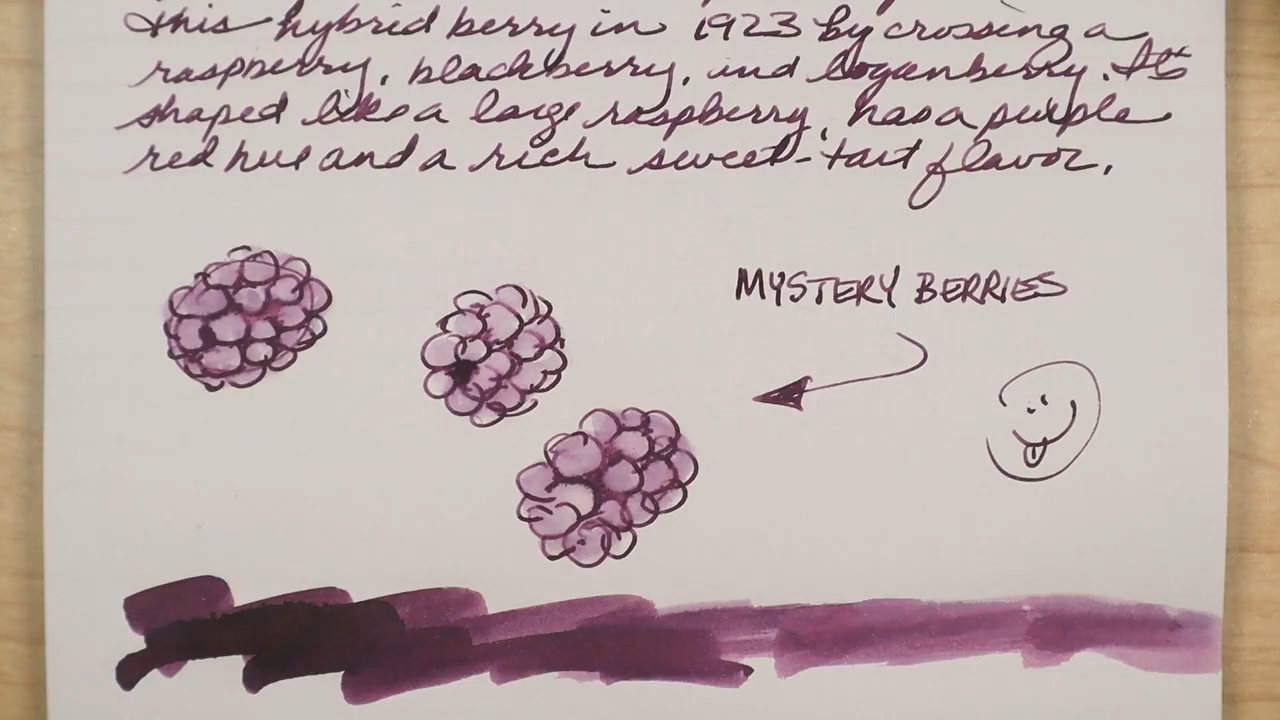 this hybrid berry in 1923 by crossing a
raspberry, blackberry, and loganberry. It's
shaped like a large raspberry, has a purple
red hue and a rich sweet-tart flavor.
MYSTERY BERRIES